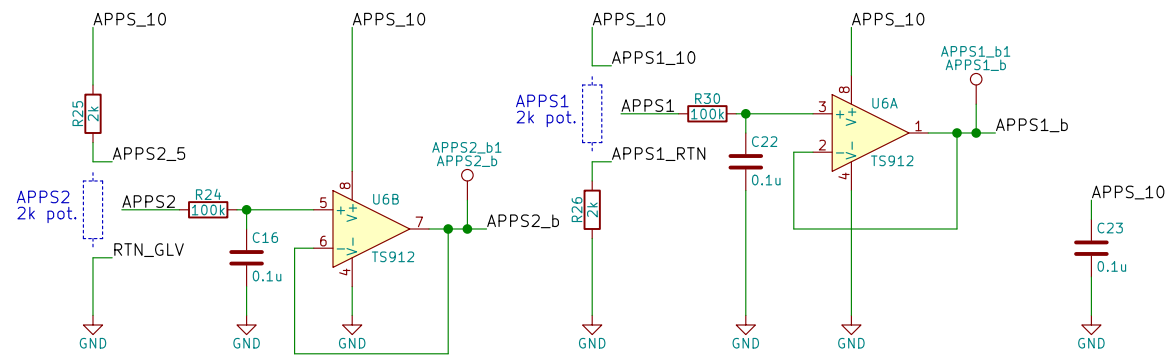 APPS_10
R25
2k
APPS2_5
APPS2
2k pot.
APPS2
R24
100k
RTN_GLV
GND
C16
0.1u
GND
APPS_10
8
5
+
V+
U6B
7
6
-
V-
4
TS912
GND
APPS2_b1
APPS2_b
APPS2_b
APPS_10
APPS1_10
APPS1
2k pot.
APPS1
R30
100k
APPS1_RTN
R26
2k
GND
C22
0.1u
GND
APPS_10
8
3
+
V+
U6A
1
2
-
V-
4
TS912
GND
APPS1_b1
APPS1_b
APPS1_b
APPS_10
C23
0.1u
GND